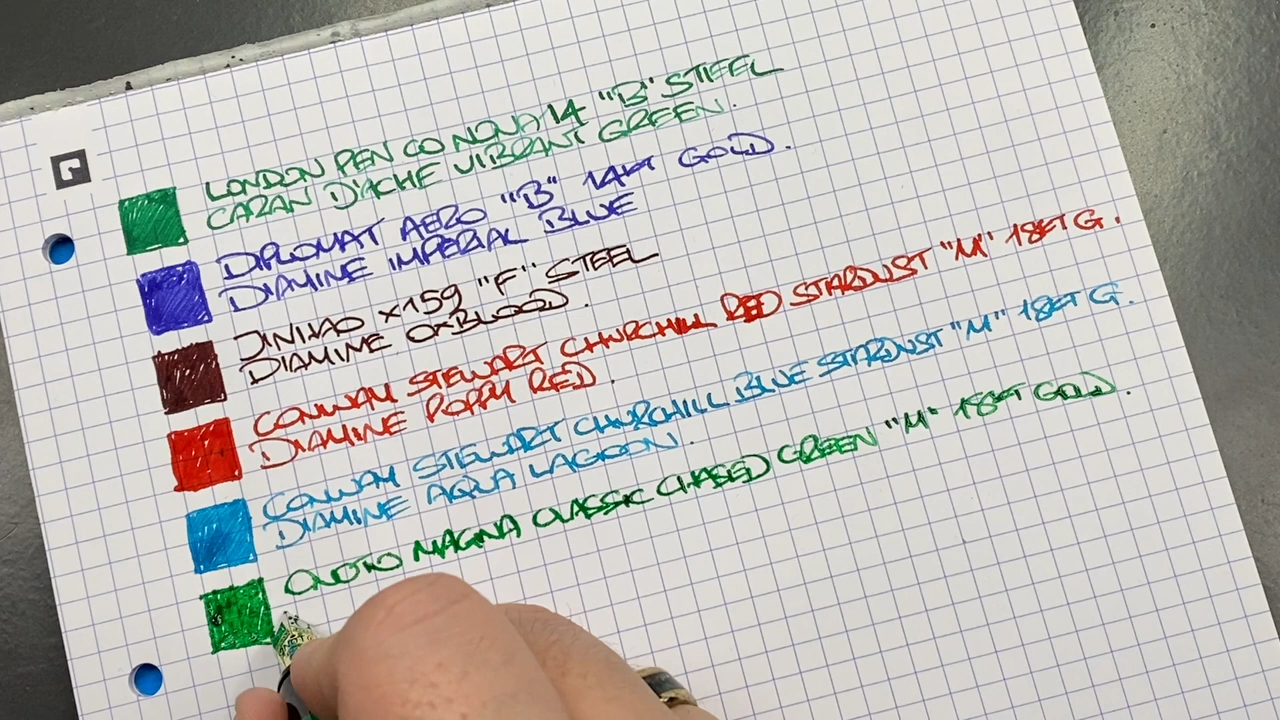 LONDON PEN CO NOVA 14 "B" STEEL
CARAN D'ACHE VIBRANT GREEN.
DIPLOMAT AERO "B" 14KT GOLD.
DIAMINE IMPERIAL BLUE
JINHAO x159 "F" STEEL
DIAMINE OXBLOOD.
CONWAY STEWART CHURCHILL RED STARDUST "M" 18KT G.
DIAMINE POPPY RED.
CONWAY STEWART CHURCHILL BLUE STARDUST "M" 18KT G.
DIAMINE AQUA LAGOON.
ONOTO MAGNA CLASSIC CHASED GREEN "M" 18KT GOLD.